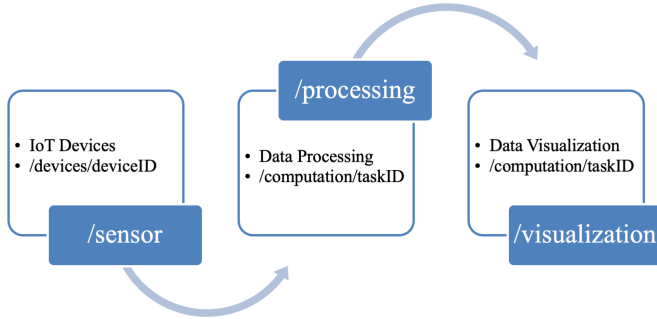 • IoT Devices
• /devices/deviceID
/sensor
/processing
• Data Processing
• /computation/taskID
• Data Visualization
• /computation/taskID
/visualization